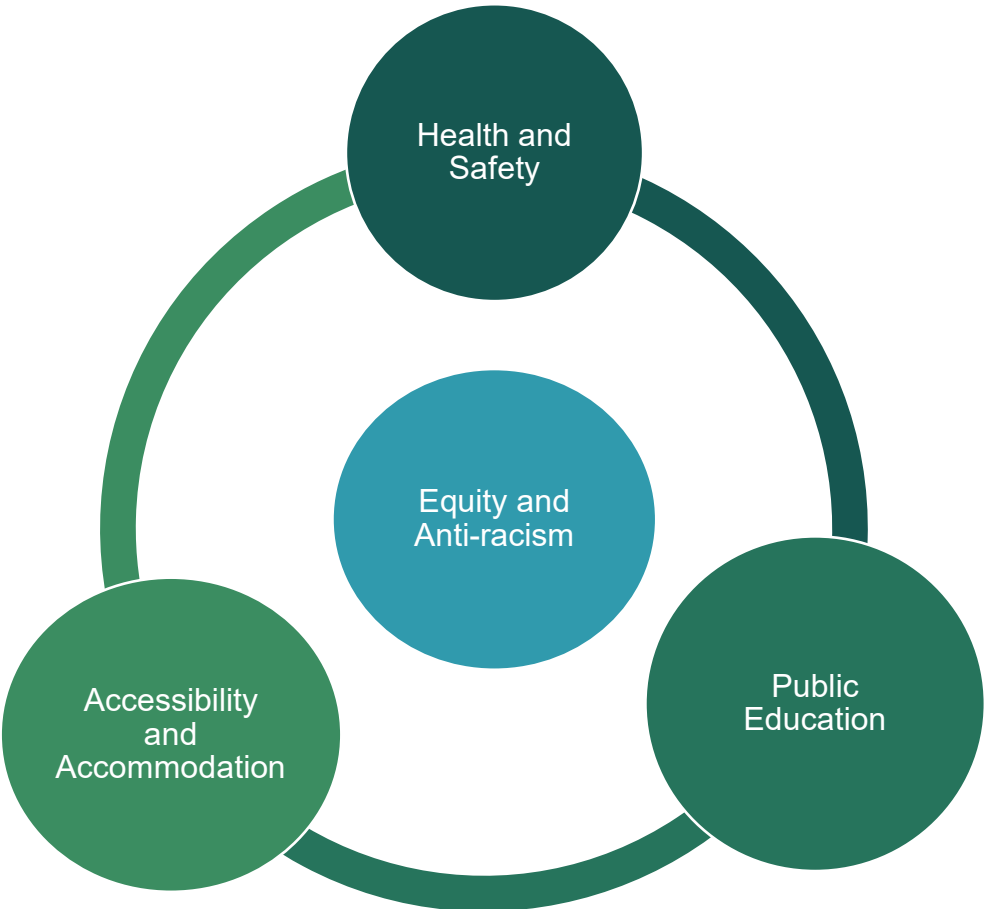 Health and
Safety
Equity and
Anti-racism
Public
Education
Accessibility
and
Accommodation